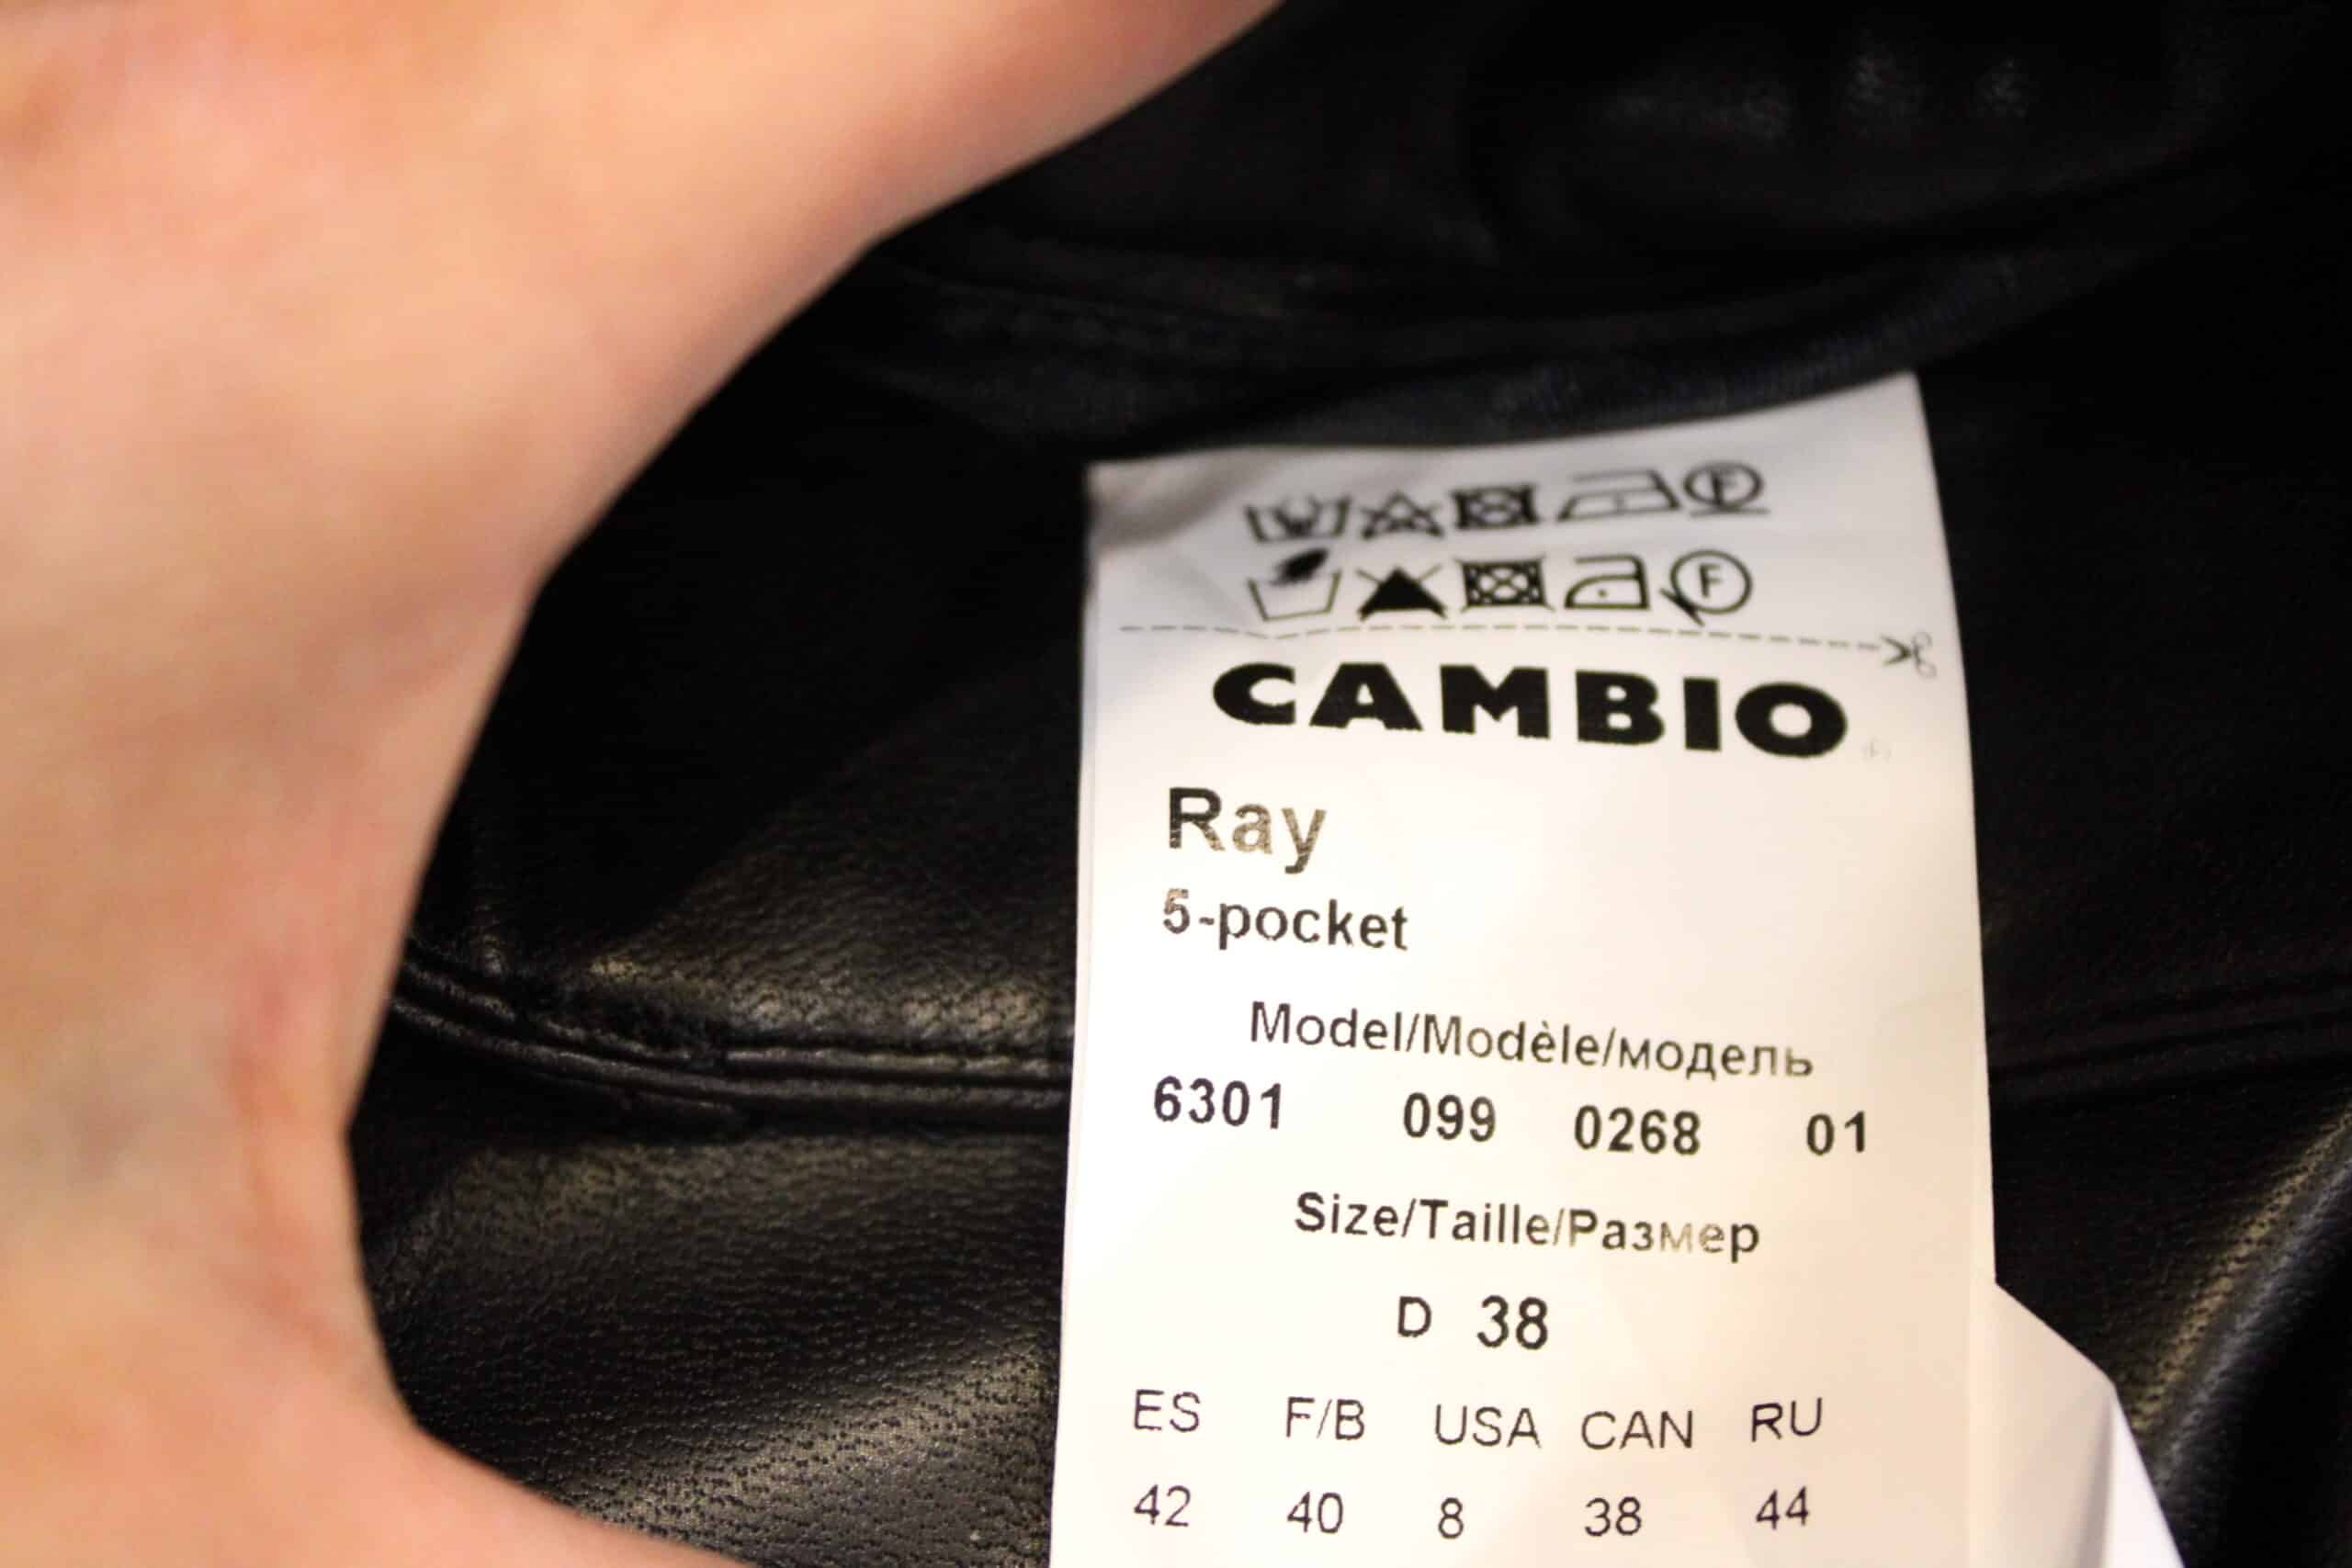 F
F
CAMBIO
Ray
5-pocket
Model/Modèle/модель
6301 099 0268 01
Size/Taille/Размер
D 38
ES F/B USA CAN RU
42 40 8 38 44